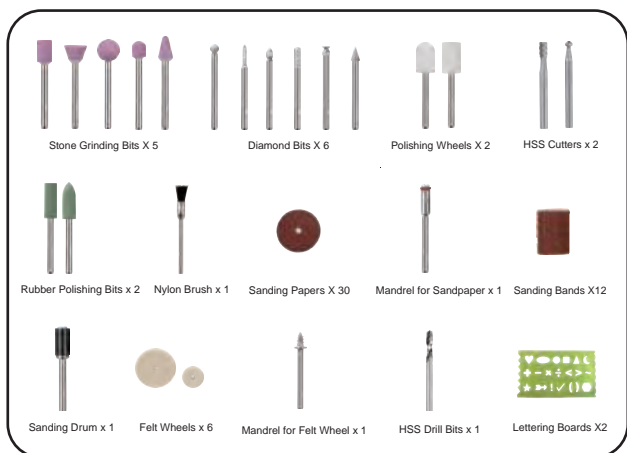 Stone Grinding Bits X 5
Diamond Bits X 6
Polishing Wheels X 2
HSS Cutters x 2
Rubber Polishing Bits x 2
Nylon Brush x 1
Sanding Papers X 30
Mandrel for Sandpaper x 1
Sanding Bands X12
Sanding Drum x 1
Felt Wheels x 6
Mandrel for Felt Wheel x 1
HSS Drill Bits x 1
Lettering Boards X2